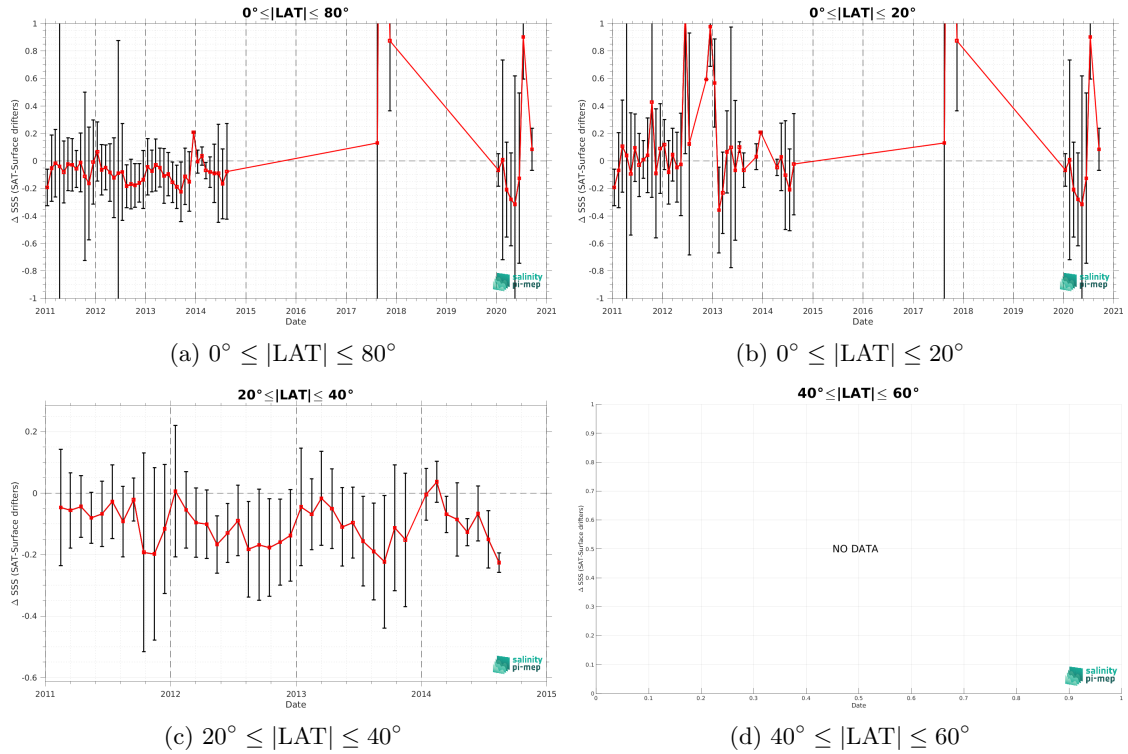 0°≤|LAT|≤ 80°
Δ SSS (SAT-Surface drifters)
1
0.8
0.6
0.4
0.2
0
-0.2
-0.4
-0.6
-0.8
-1
2011 2012 2013 2014 2015 2016 2017 2018 2019 2020 2021
Date
salinity
pi-mep
(a) 0° ≤ |LAT| ≤ 80°
0°≤|LAT|≤ 20°
Δ SSS (SAT-Surface drifters)
1
0.8
0.6
0.4
0.2
0
-0.2
-0.4
-0.6
-0.8
-1
2011 2012 2013 2014 2015 2016 2017 2018 2019 2020 2021
Date
salinity
pi-mep
(b) 0° ≤ |LAT| ≤ 20°
20°≤|LAT|≤ 40°
Δ SSS (SAT-Surface drifters)
0.2
0
-0.2
-0.4
-0.6
2011 2012 2013 2014 2015
Date
salinity
pi-mep
(c) 20° ≤ |LAT| ≤ 40°
40°≤|LAT|≤ 60°
Δ SSS (SAT-Surface drifters)
1
0.9
0.8
0.7
0.6
0.5
0.4
0.3
0.2
0.1
0
NO DATA
0 0.1 0.2 0.3 0.4 0.5 0.6 0.7 0.8 0.9 1
Date
salinity
pi-mep
(d) 40° ≤ |LAT| ≤ 60°